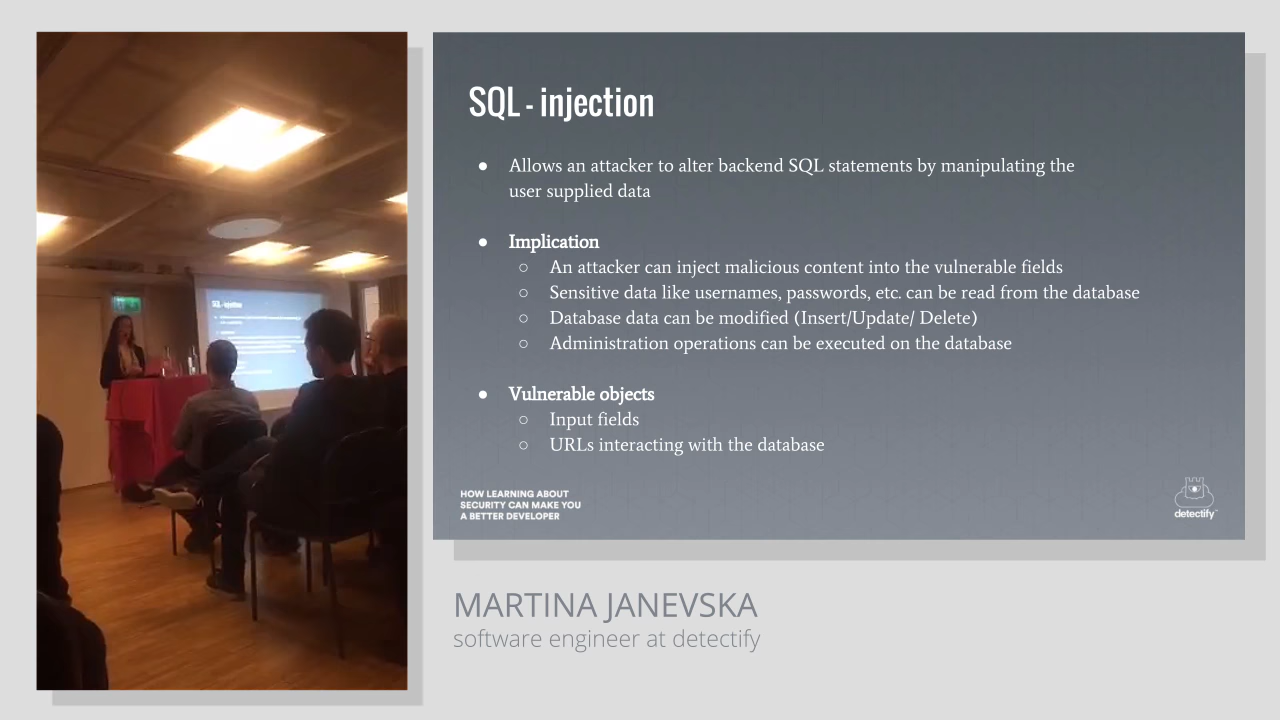 SQL - injection
● Allows an attacker to alter backend SQL statements by manipulating the
user supplied data
● Implication
○ An attacker can inject malicious content into the vulnerable fields
○ Sensitive data like usernames, passwords, etc. can be read from the database
○ Database data can be modified (Insert/Update/ Delete)
○ Administration operations can be executed on the database
● Vulnerable objects
○ Input fields
○ URLs interacting with the database
HOW LEARNING ABOUT
SECURITY CAN MAKE YOU
A BETTER DEVELOPER
detectify
MARTINA JANEVSKA
software engineer at detectify
SQL - injection